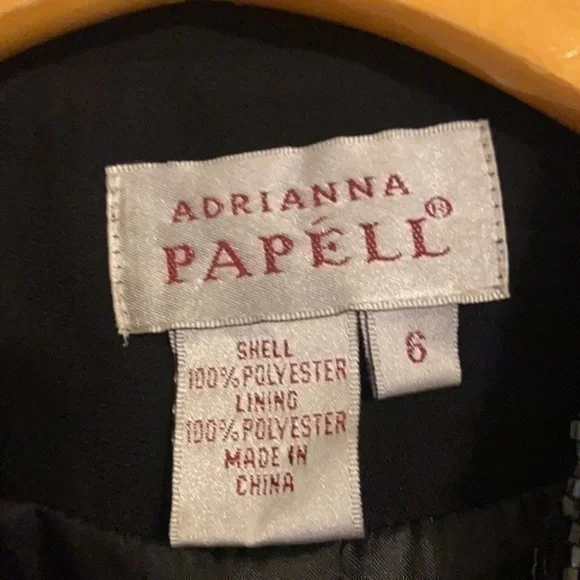 ADRIANNA
PAPÉLL®
6
SHELL
100%POLYESTER
LINING
100%POLYESTER
MADE IN
CHINA